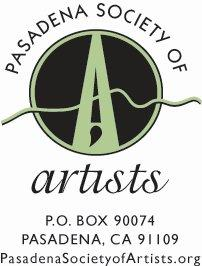 PASADENA SOCIETY OF
A
artists
P.O. BOX 90074
PASADENA, CA 91109
PasadenaSocietyofArtists.org